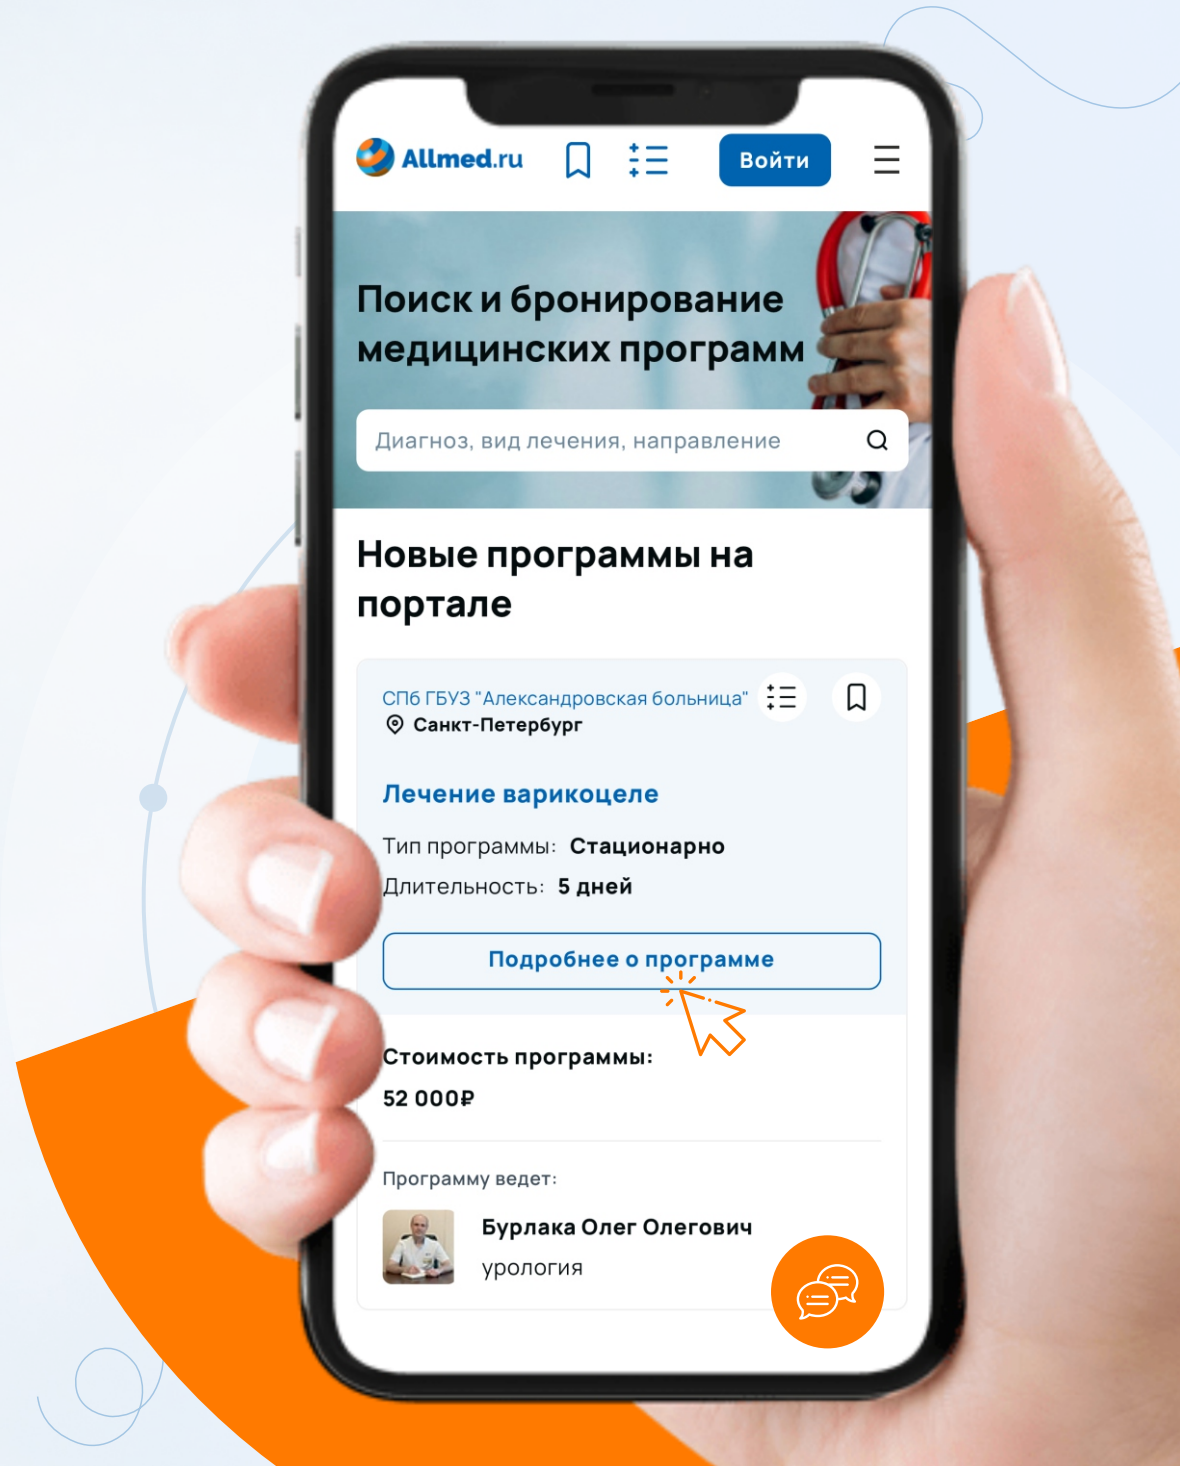 Allmed.ru
Войти
Поиск и бронирование
медицинских программ
Диагноз, вид лечения, направление
Новые программы на
портале
СПб ГБУЗ "Александровская больница"
Санкт-Петербург
Лечение варикоцеле
Тип программы: Стационарно
Длительность: 5 дней
Подробнее о программе
Стоимость программы:
52 000₽
Программу ведет:
Бурлака Олег Олегович
урология